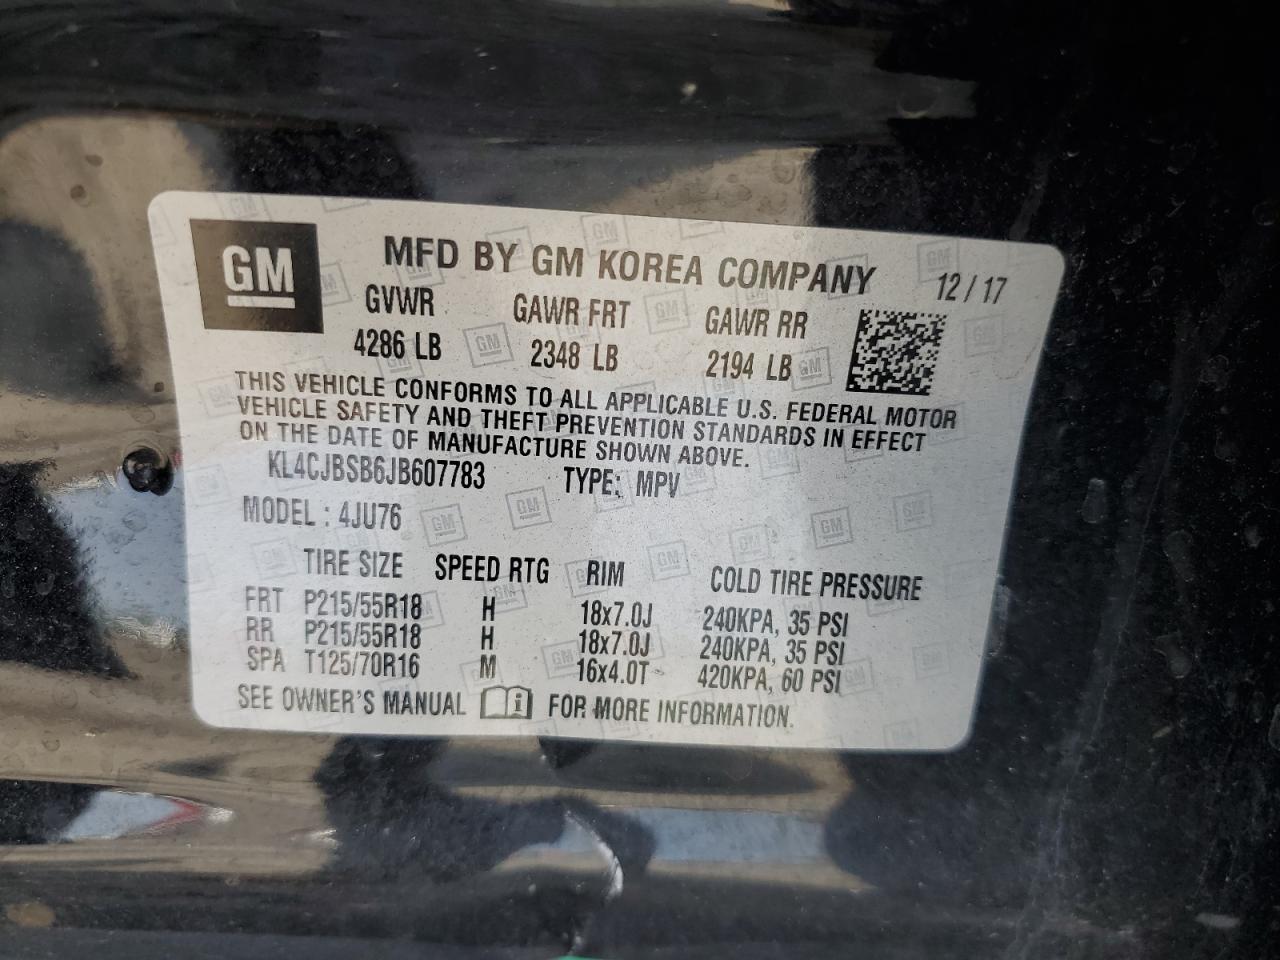 GM
MFD BY GM KOREA COMPANY
12/17
GVWR GAWR FRT GAWR RR
4286 LB 2348 LB 2194 LB
THIS VEHICLE CONFORMS TO ALL APPLICABLE U.S. FEDERAL MOTOR
VEHICLE SAFETY AND THEFT PREVENTION STANDARDS IN EFFECT
ON THE DATE OF MANUFACTURE SHOWN ABOVE.
KL4CJBSB6JB607783 TYPE: MPV
MODEL : 4JU76
TIRE SIZE SPEED RTG RIM COLD TIRE PRESSURE
FRT P215/55R18 H 18x7.0J 240KPA, 35 PSI
RR P215/55R18 H 18x7.0J 240KPA, 35 PSI
SPA T125/70R16 M 16x4.0T 420KPA, 60 PSI
SEE OWNER'S MANUAL i FOR MORE INFORMATION.